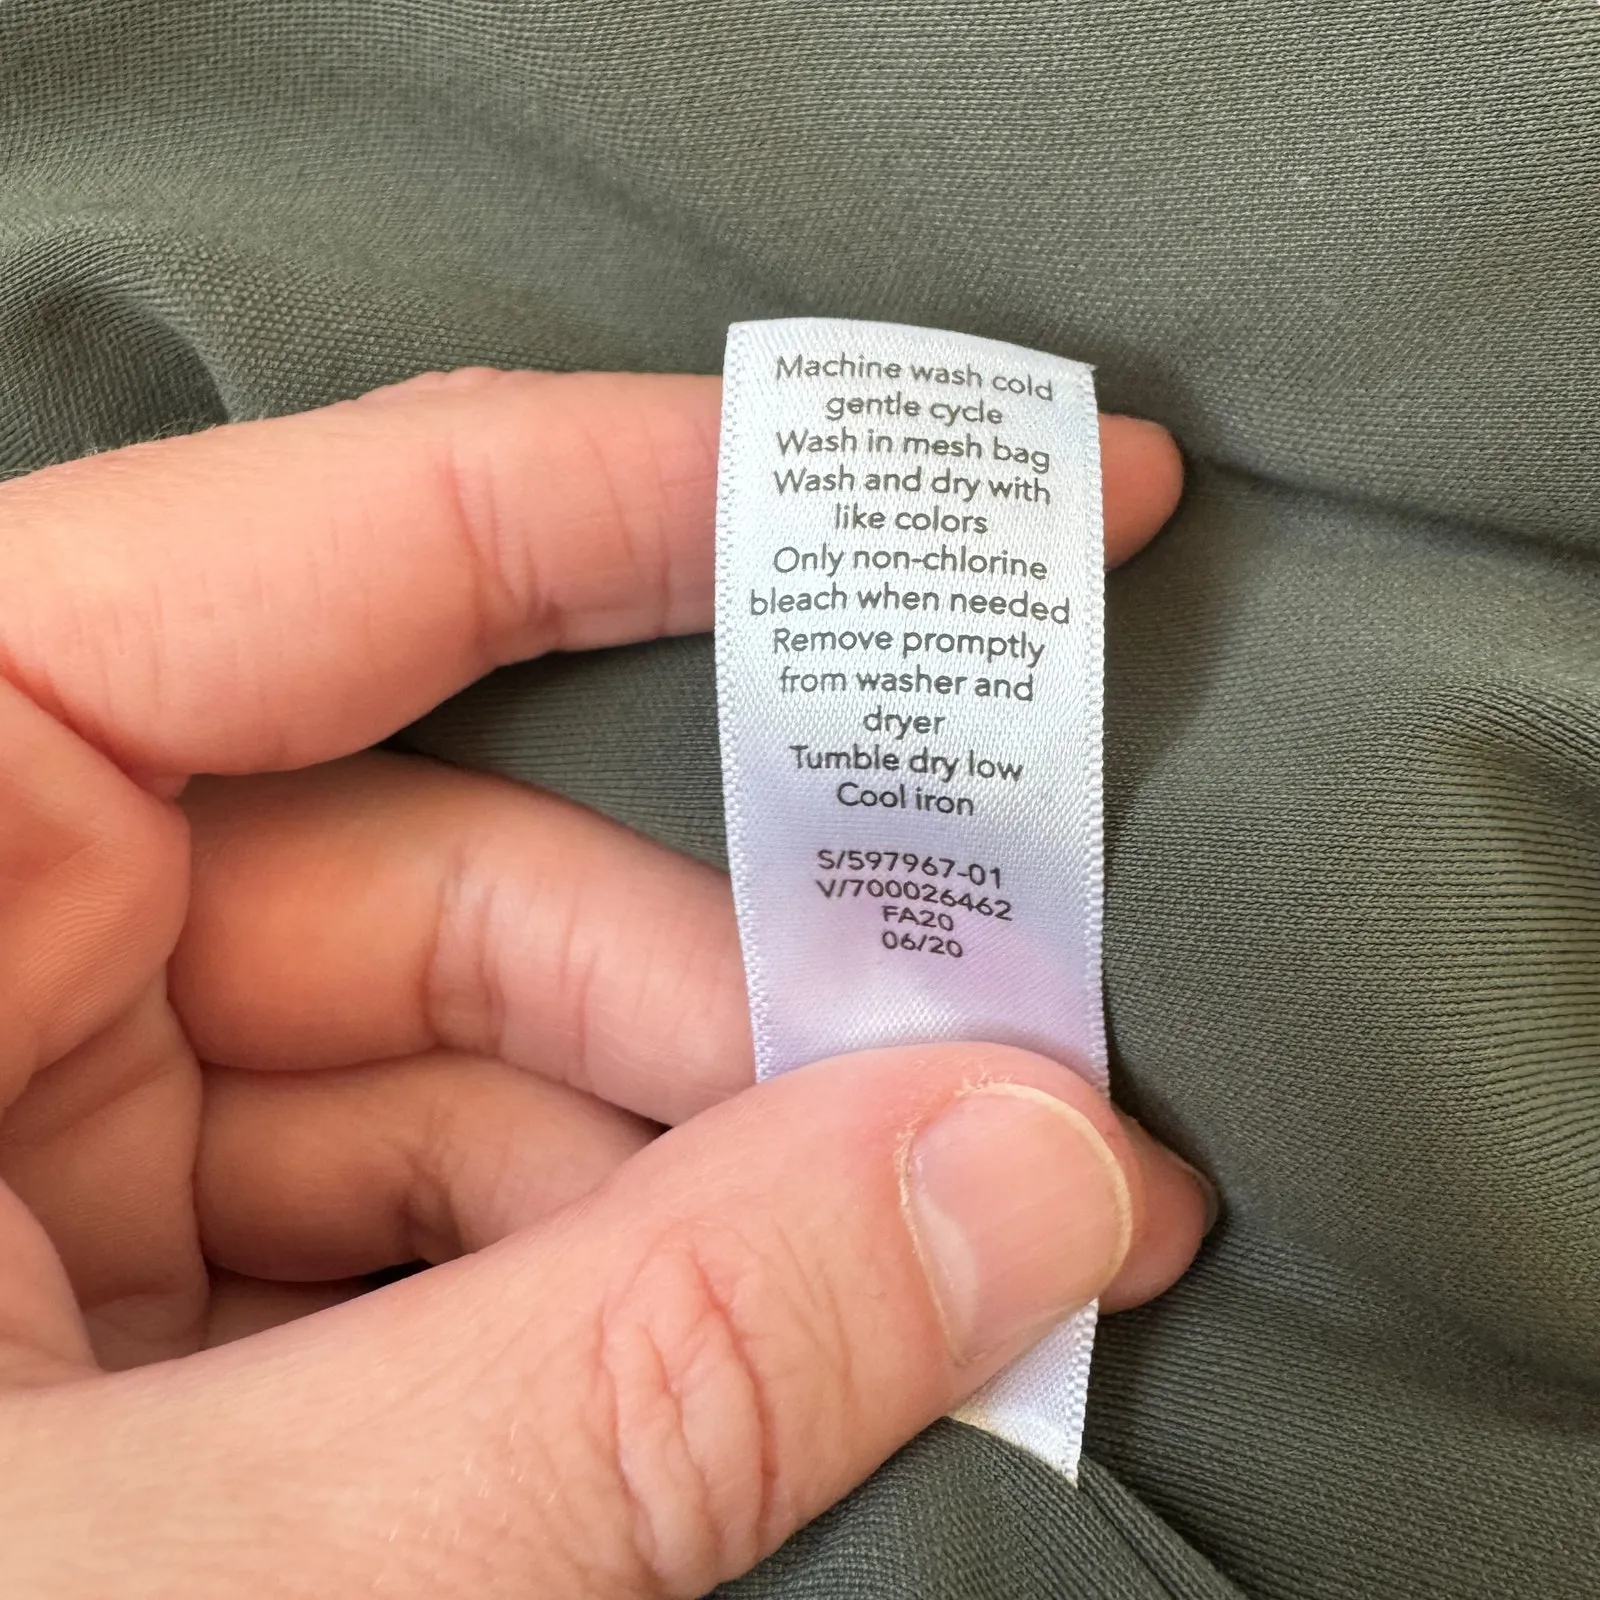 Machine wash cold
gentle cycle
Wash in mesh bag
Wash and dry with
like colors
Only non-chlorine
bleach when needed
Remove promptly
from washer and
dryer
Tumble dry low
Cool iron
S/597967-01
V/700026462
FA20
06/20